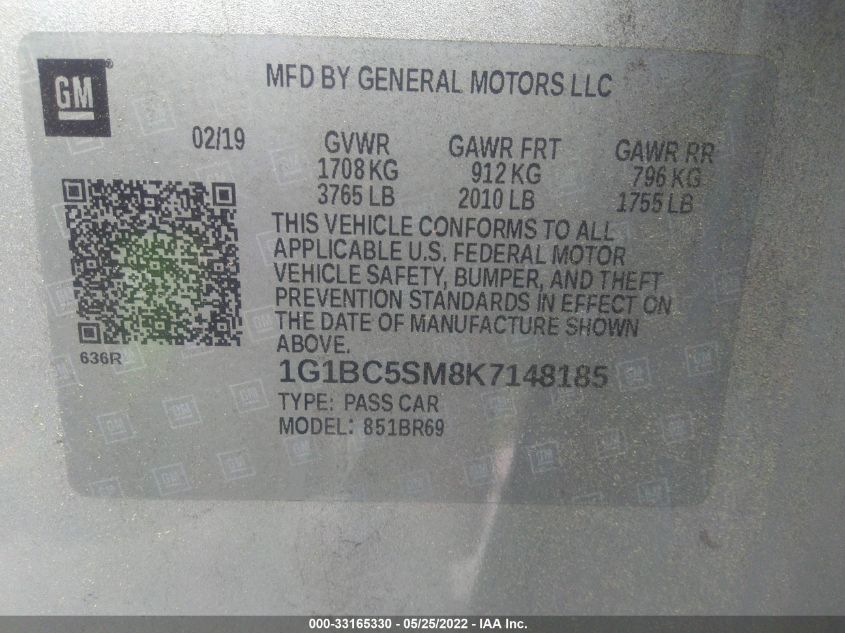 GM
®
MFD BY GENERAL MOTORS LLC
02/19
GVWR GAWR FRT GAWR RR
1708 KG 912 KG 796 KG
3765 LB 2010 LB 1755 LB
THIS VEHICLE CONFORMS TO ALL
APPLICABLE U.S. FEDERAL MOTOR
VEHICLE SAFETY, BUMPER, AND THEFT
PREVENTION STANDARDS IN EFFECT ON
THE DATE OF MANUFACTURE SHOWN
ABOVE.
636R
1G1BC5SM8K7148185
TYPE: PASS CAR
MODEL: 851BR69
000-33165330 - 05/25/2022 - IAA Inc.